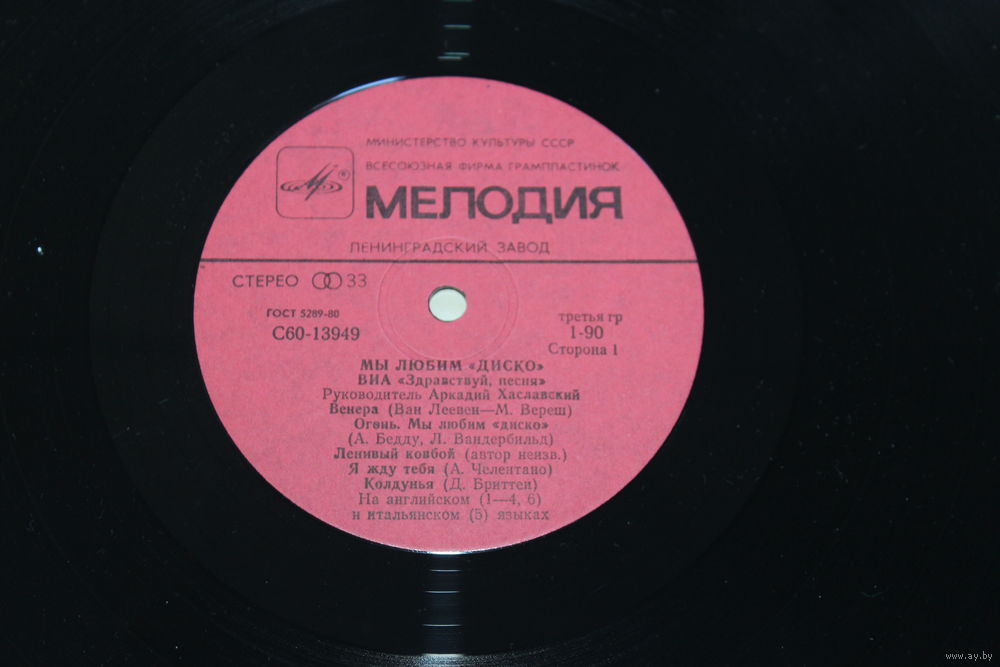 МИНИСТЕРСТВО КУЛЬТУРЫ СССР
ВСЕСОЮЗНАЯ ФИРМА ГРАМПЛАСТИНОК
МЕЛОДИЯ
ЛЕНИНГРАДСКИЙ ЗАВОД
СТЕРЕО 33
ГОСТ 5289-80
С60-13949
третья гр
1-90
Сторона 1
МЫ ЛЮБИМ «ДИСКО»
ВИА «Здравствуй, песня»
Руководитель Аркадий Хаславский
Венера (Ван Леевен—М. Вереш)
Огонь. Мы любим «диско»
(А. Бедду, Л. Вандербильд)
Ленивый ковбой (автор неизв.)
Я жду тебя (А. Челентано)
Колдунья (Д. Бриттен)
На английском (1—4, 6)
и итальянском (5) языках
www.ay.by